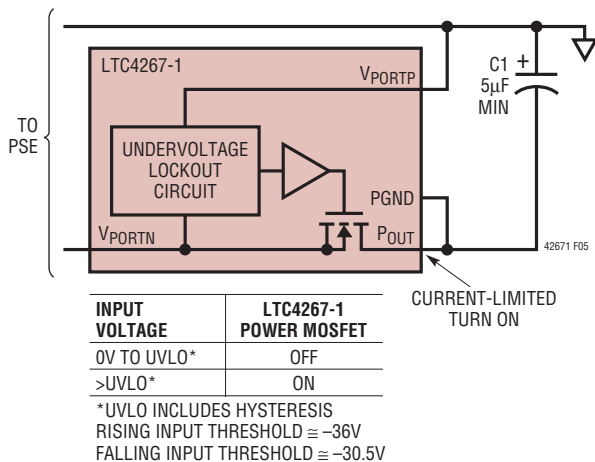 LTC4267-1
VPORTP
C1 +
5μF
MIN
TO
PSE
UNDERVOLTAGE
LOCKOUT
CIRCUIT
PGND
VPORTN
POUT
42671 F05
CURRENT-LIMITED
TURN ON
INPUT VOLTAGE LTC4267-1 POWER MOSFET
0V TO UVLO* OFF
>UVLO* ON
*UVLO INCLUDES HYSTERESIS
RISING INPUT THRESHOLD ≅ –36V
FALLING INPUT THRESHOLD ≅ –30.5V